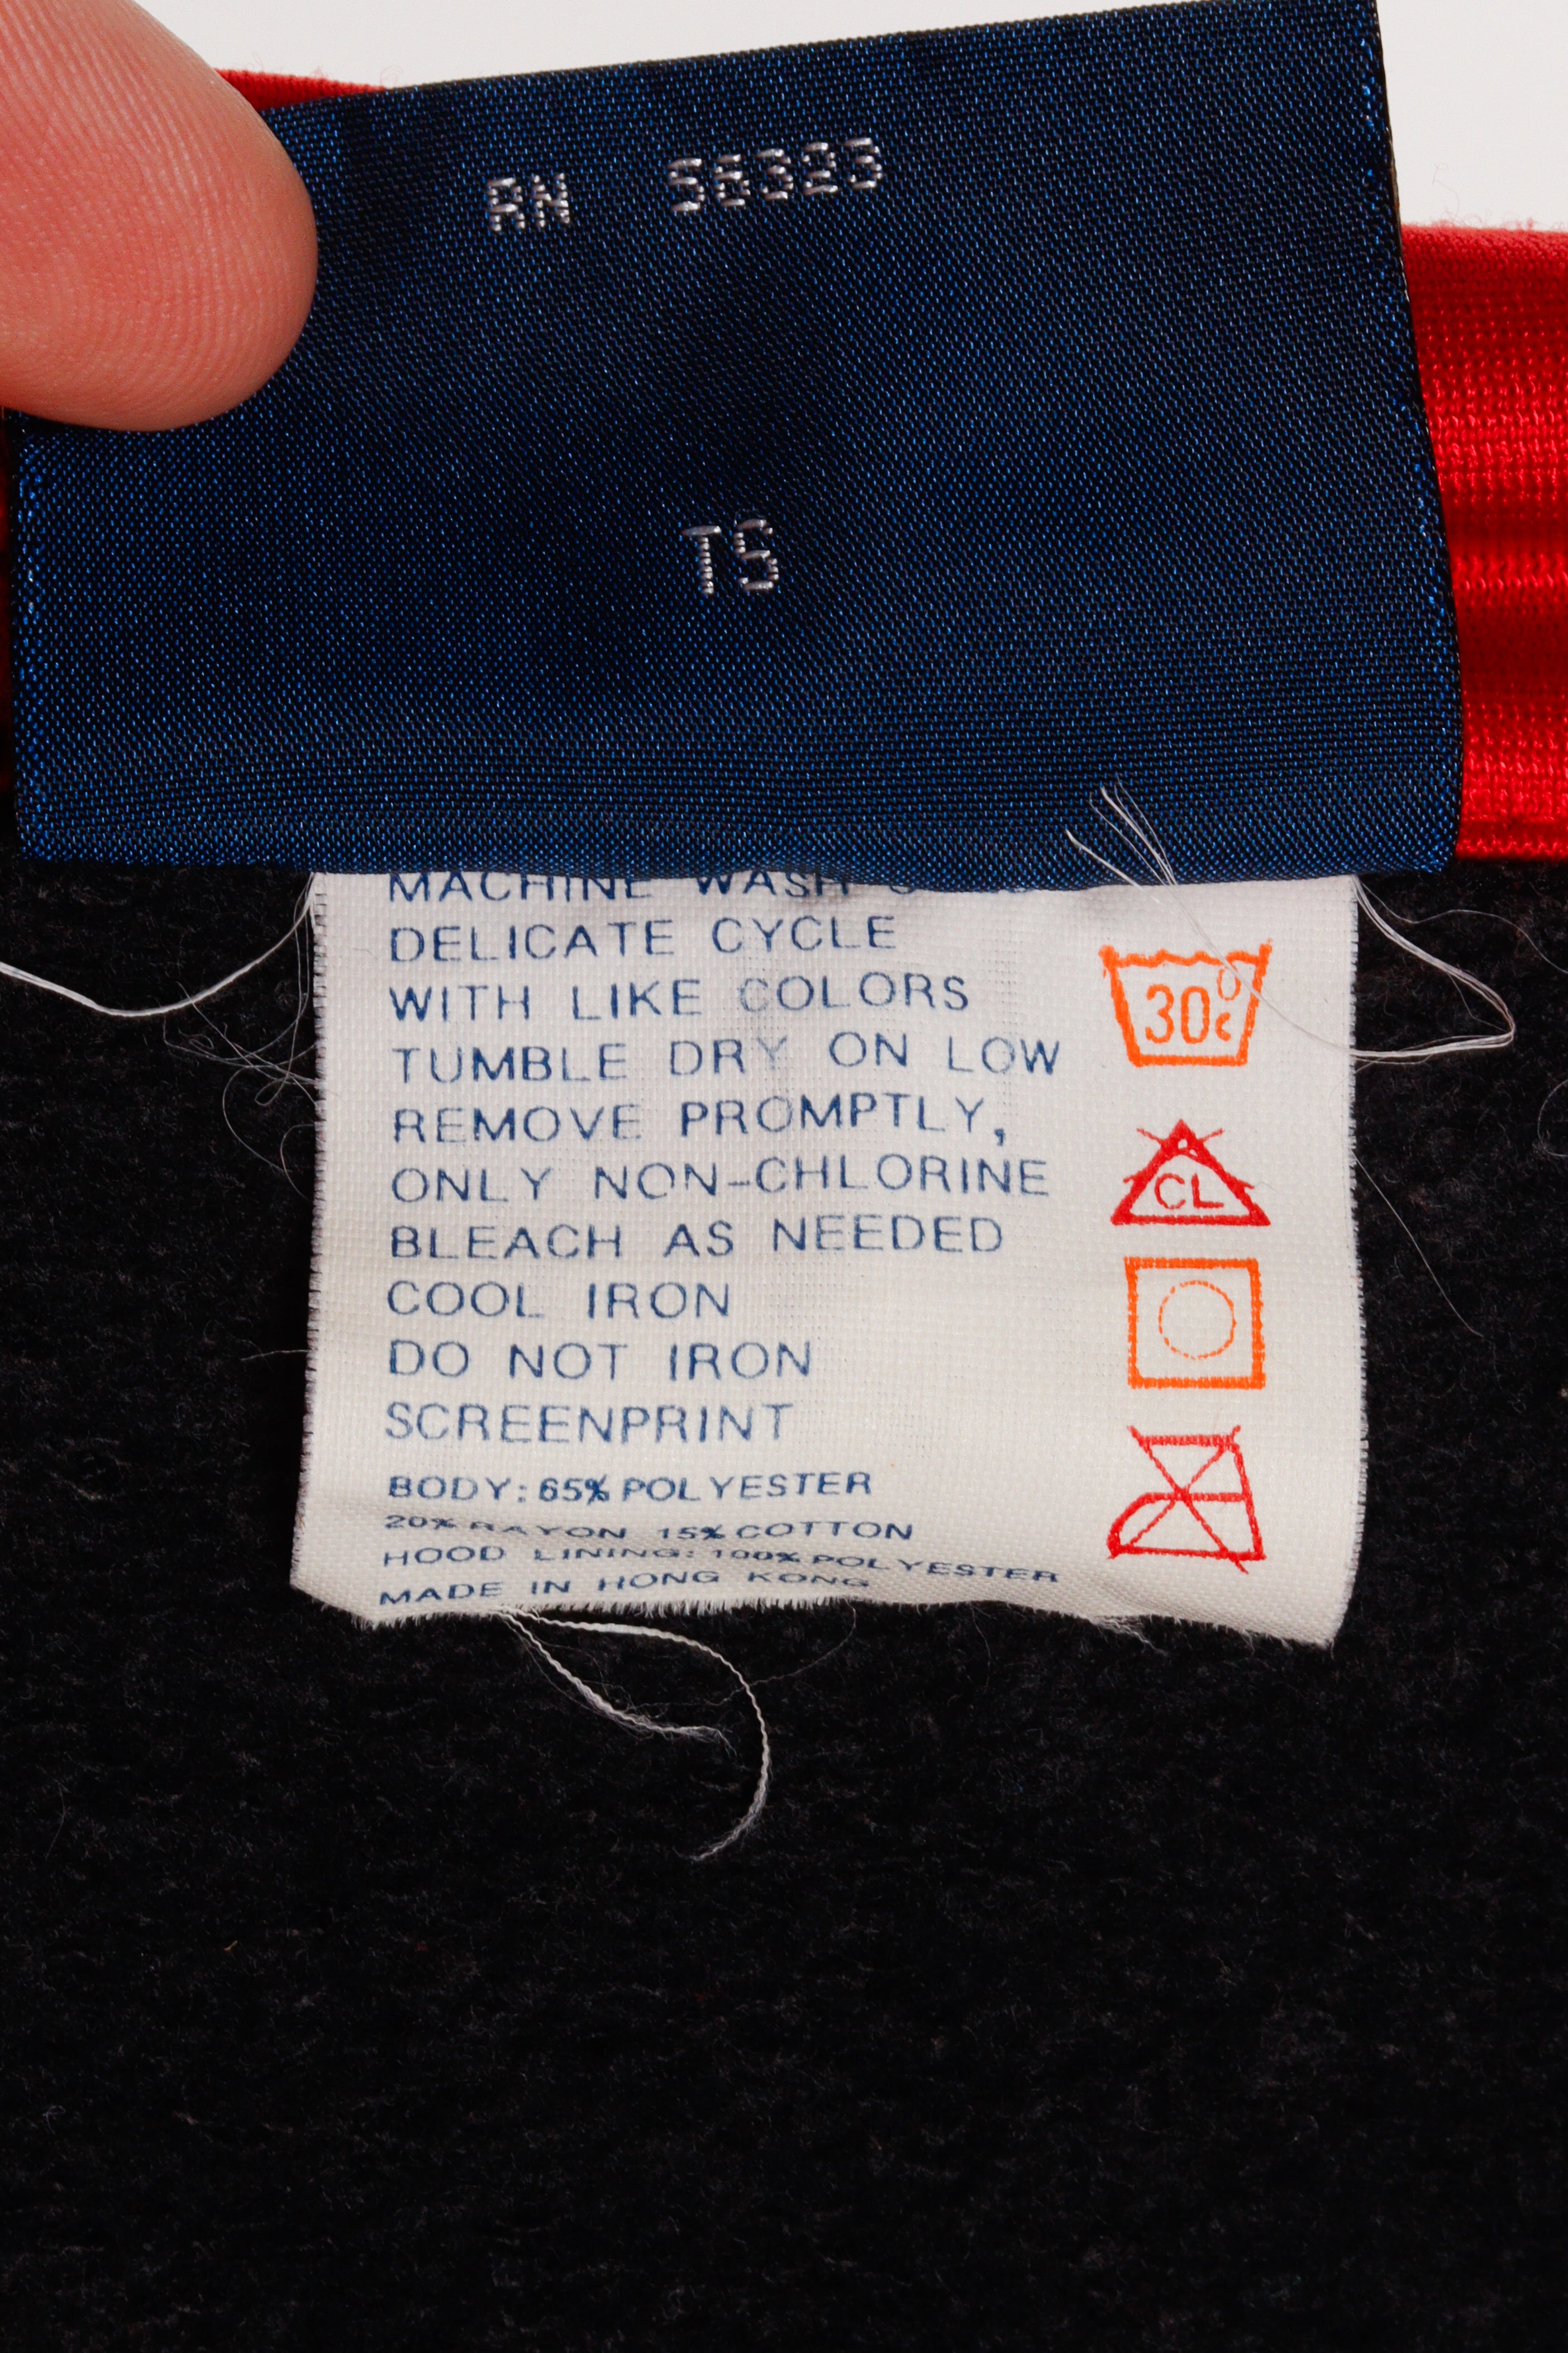 RN 56323
TS
MACHINE WASH
DELICATE CYCLE
WITH LIKE COLORS
TUMBLE DRY ON LOW
REMOVE PROMPTLY,
ONLY NON-CHLORINE
BLEACH AS NEEDED
COOL IRON
DO NOT IRON
SCREENPRINT
BODY: 65% POLYESTER
20% RAYON 15% COTTON
HOOD LINING: 100% POLYESTER
MADE IN HONG KONG
30°c
CL